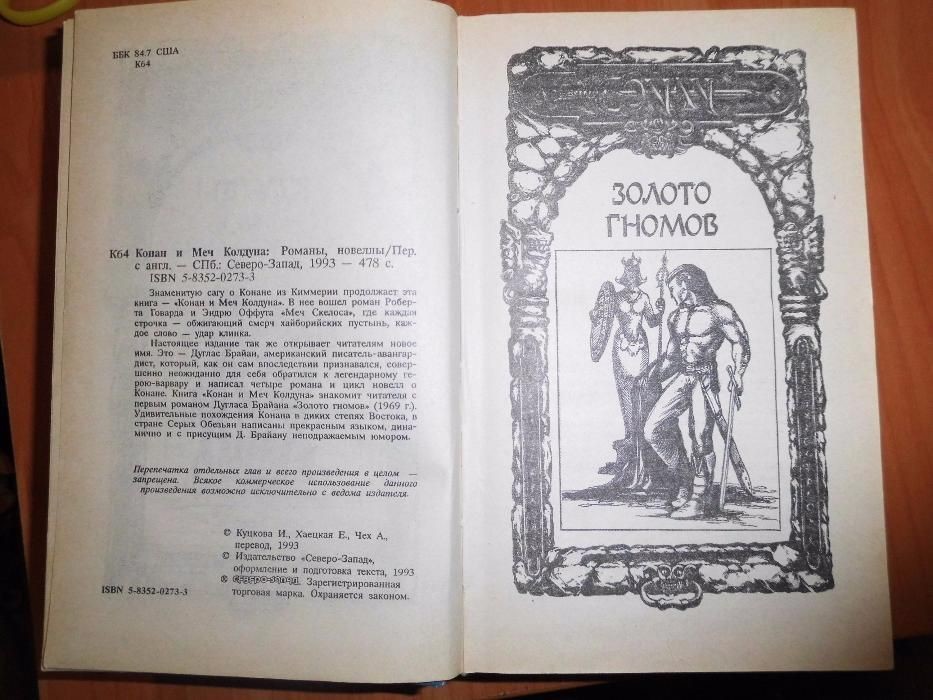 ББК 84.7 США
К64
К64 Конан и Меч Колдуна: Романы, новеллы/Пер.
с англ. — СПб.: Северо-Запад, 1993 — 478 с.
ISBN 5-8352-0273-3
Знаменитую сагу о Конане из Киммерии продолжает эта
книга — «Конан и Меч Колдуна». В нее вошел роман Робер-
та Говарда и Эндрю Оффута «Меч Скелоса», где каждая
строчка — обжигающий смерч хайборийских пустынь, каж-
дое слово — удар клинка.
Настоящее издание так же открывает читателям новое
имя. Это — Дуглас Брайан, американский писатель-авангар-
дист, который, как он сам впоследствии признавался, совер-
шенно неожиданно для себя обратился к легендарному ге-
рою-варвару и написал четыре романа и цикл новелл о
Конане. Книга «Конан и Меч Колдуна» знакомит читателя с
первым романом Дугласа Брайана «Золото гномов» (1969 г.).
Удивительные похождения Конана в диких степях Востока, в
стране Серых Обезьян написаны прекрасным языком, дина-
мично и с присущим Д. Брайану неподражаемым юмором.
Перепечатка отдельных глав и всего произведения в целом —
запрещена. Всякое коммерческое использование данного
произведения возможно исключительно с ведома издателя.
© Куцкова И., Хаецкая Е., Чех А.,
перевод, 1993
© Издательство «Северо-Запад»,
оформление и подготовка текста, 1993
® СЕВЕРО-ЗАПАД. Зарегистрированная
торговая марка. Охраняется законом.
ISBN 5-8352-0273-3
КОНАН
ЗОЛОТО
ГНОМОВ